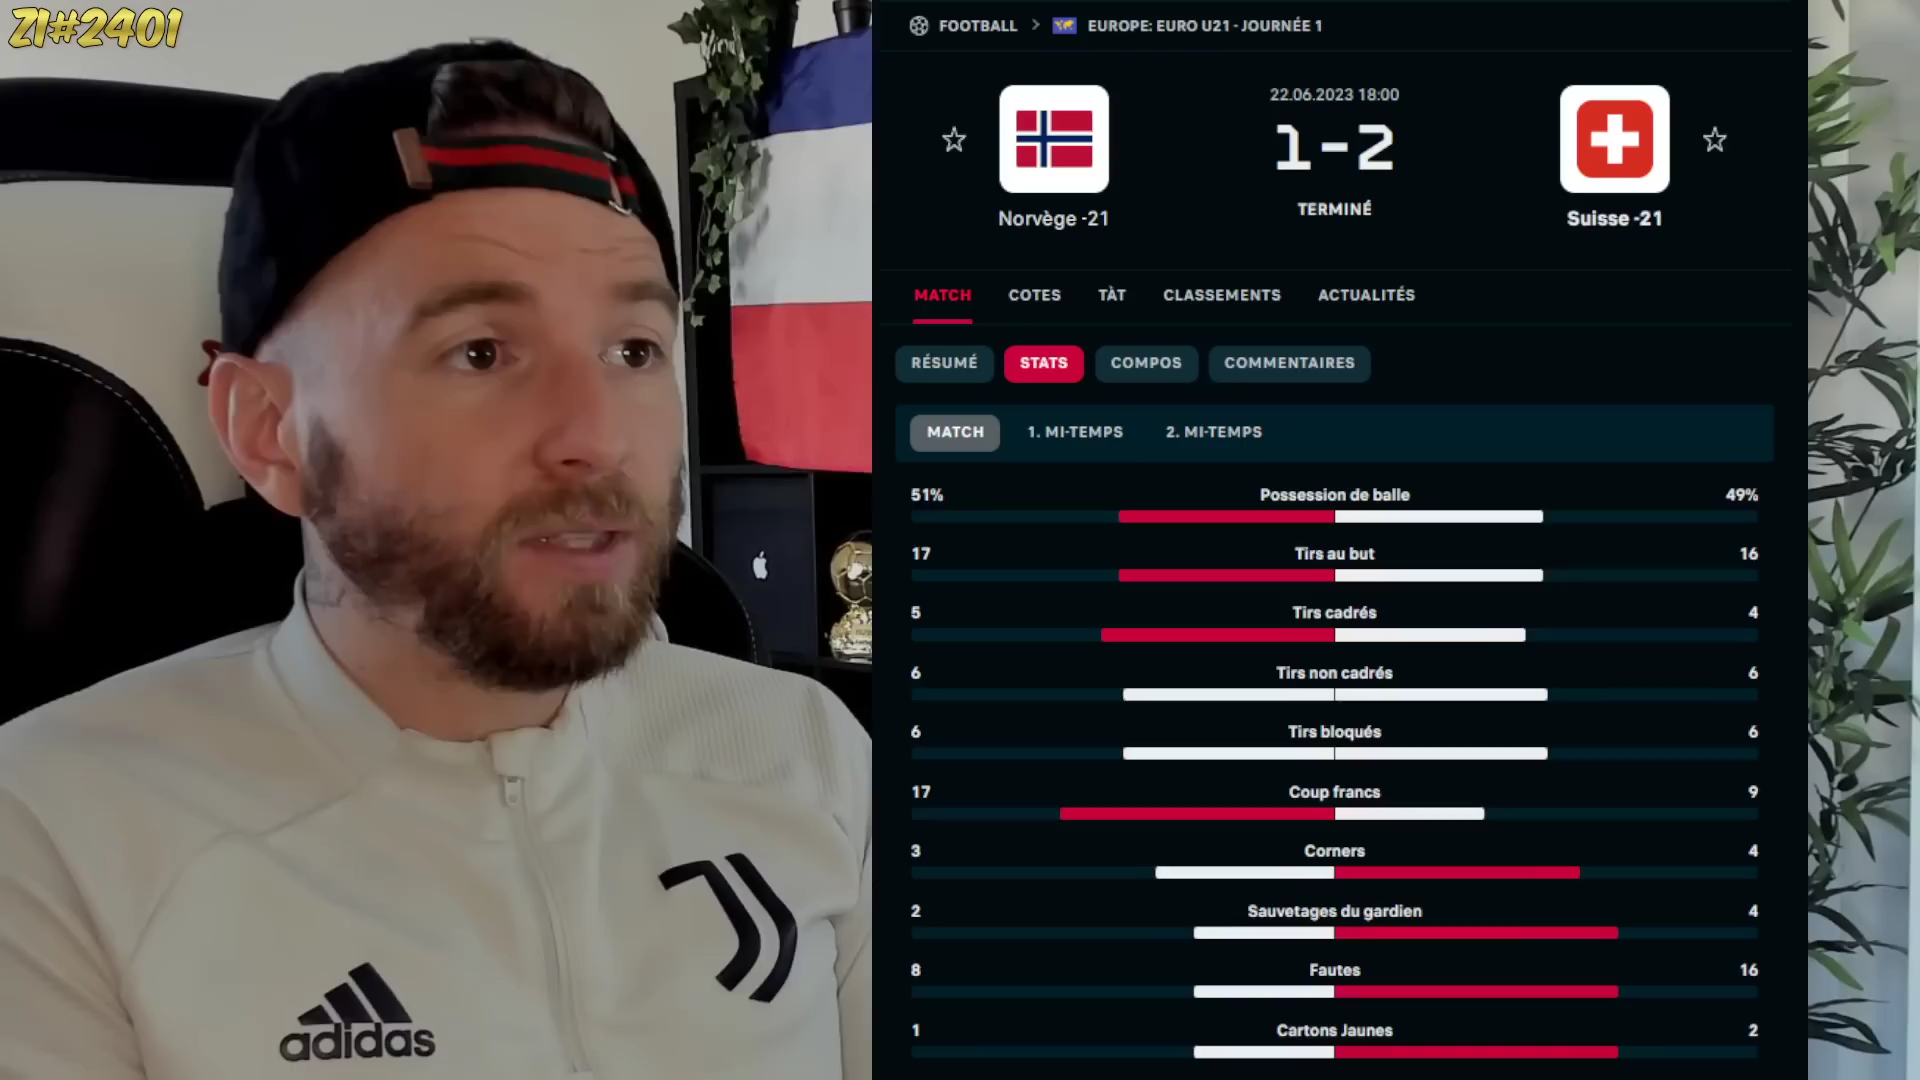 ZI#2401
FOOTBALL > EUROPE: EURO U21 - JOURNÉE 1
22.06.2023 18:00
1-2
TERMINÉ
Norvège -21
Suisse -21
MATCH COTES TÀT CLASSEMENTS ACTUALITÉS
RÉSUMÉ STATS COMPOS COMMENTAIRES
MATCH 1. MI-TEMPS 2. MI-TEMPS
51% Possession de balle 49%
17 Tirs au but 16
5 Tirs cadrés 4
6 Tirs non cadrés 6
6 Tirs bloqués 6
17 Coup francs 9
3 Corners 4
2 Sauvetages du gardien 4
8 Fautes 16
1 Cartons Jaunes 2
adidas